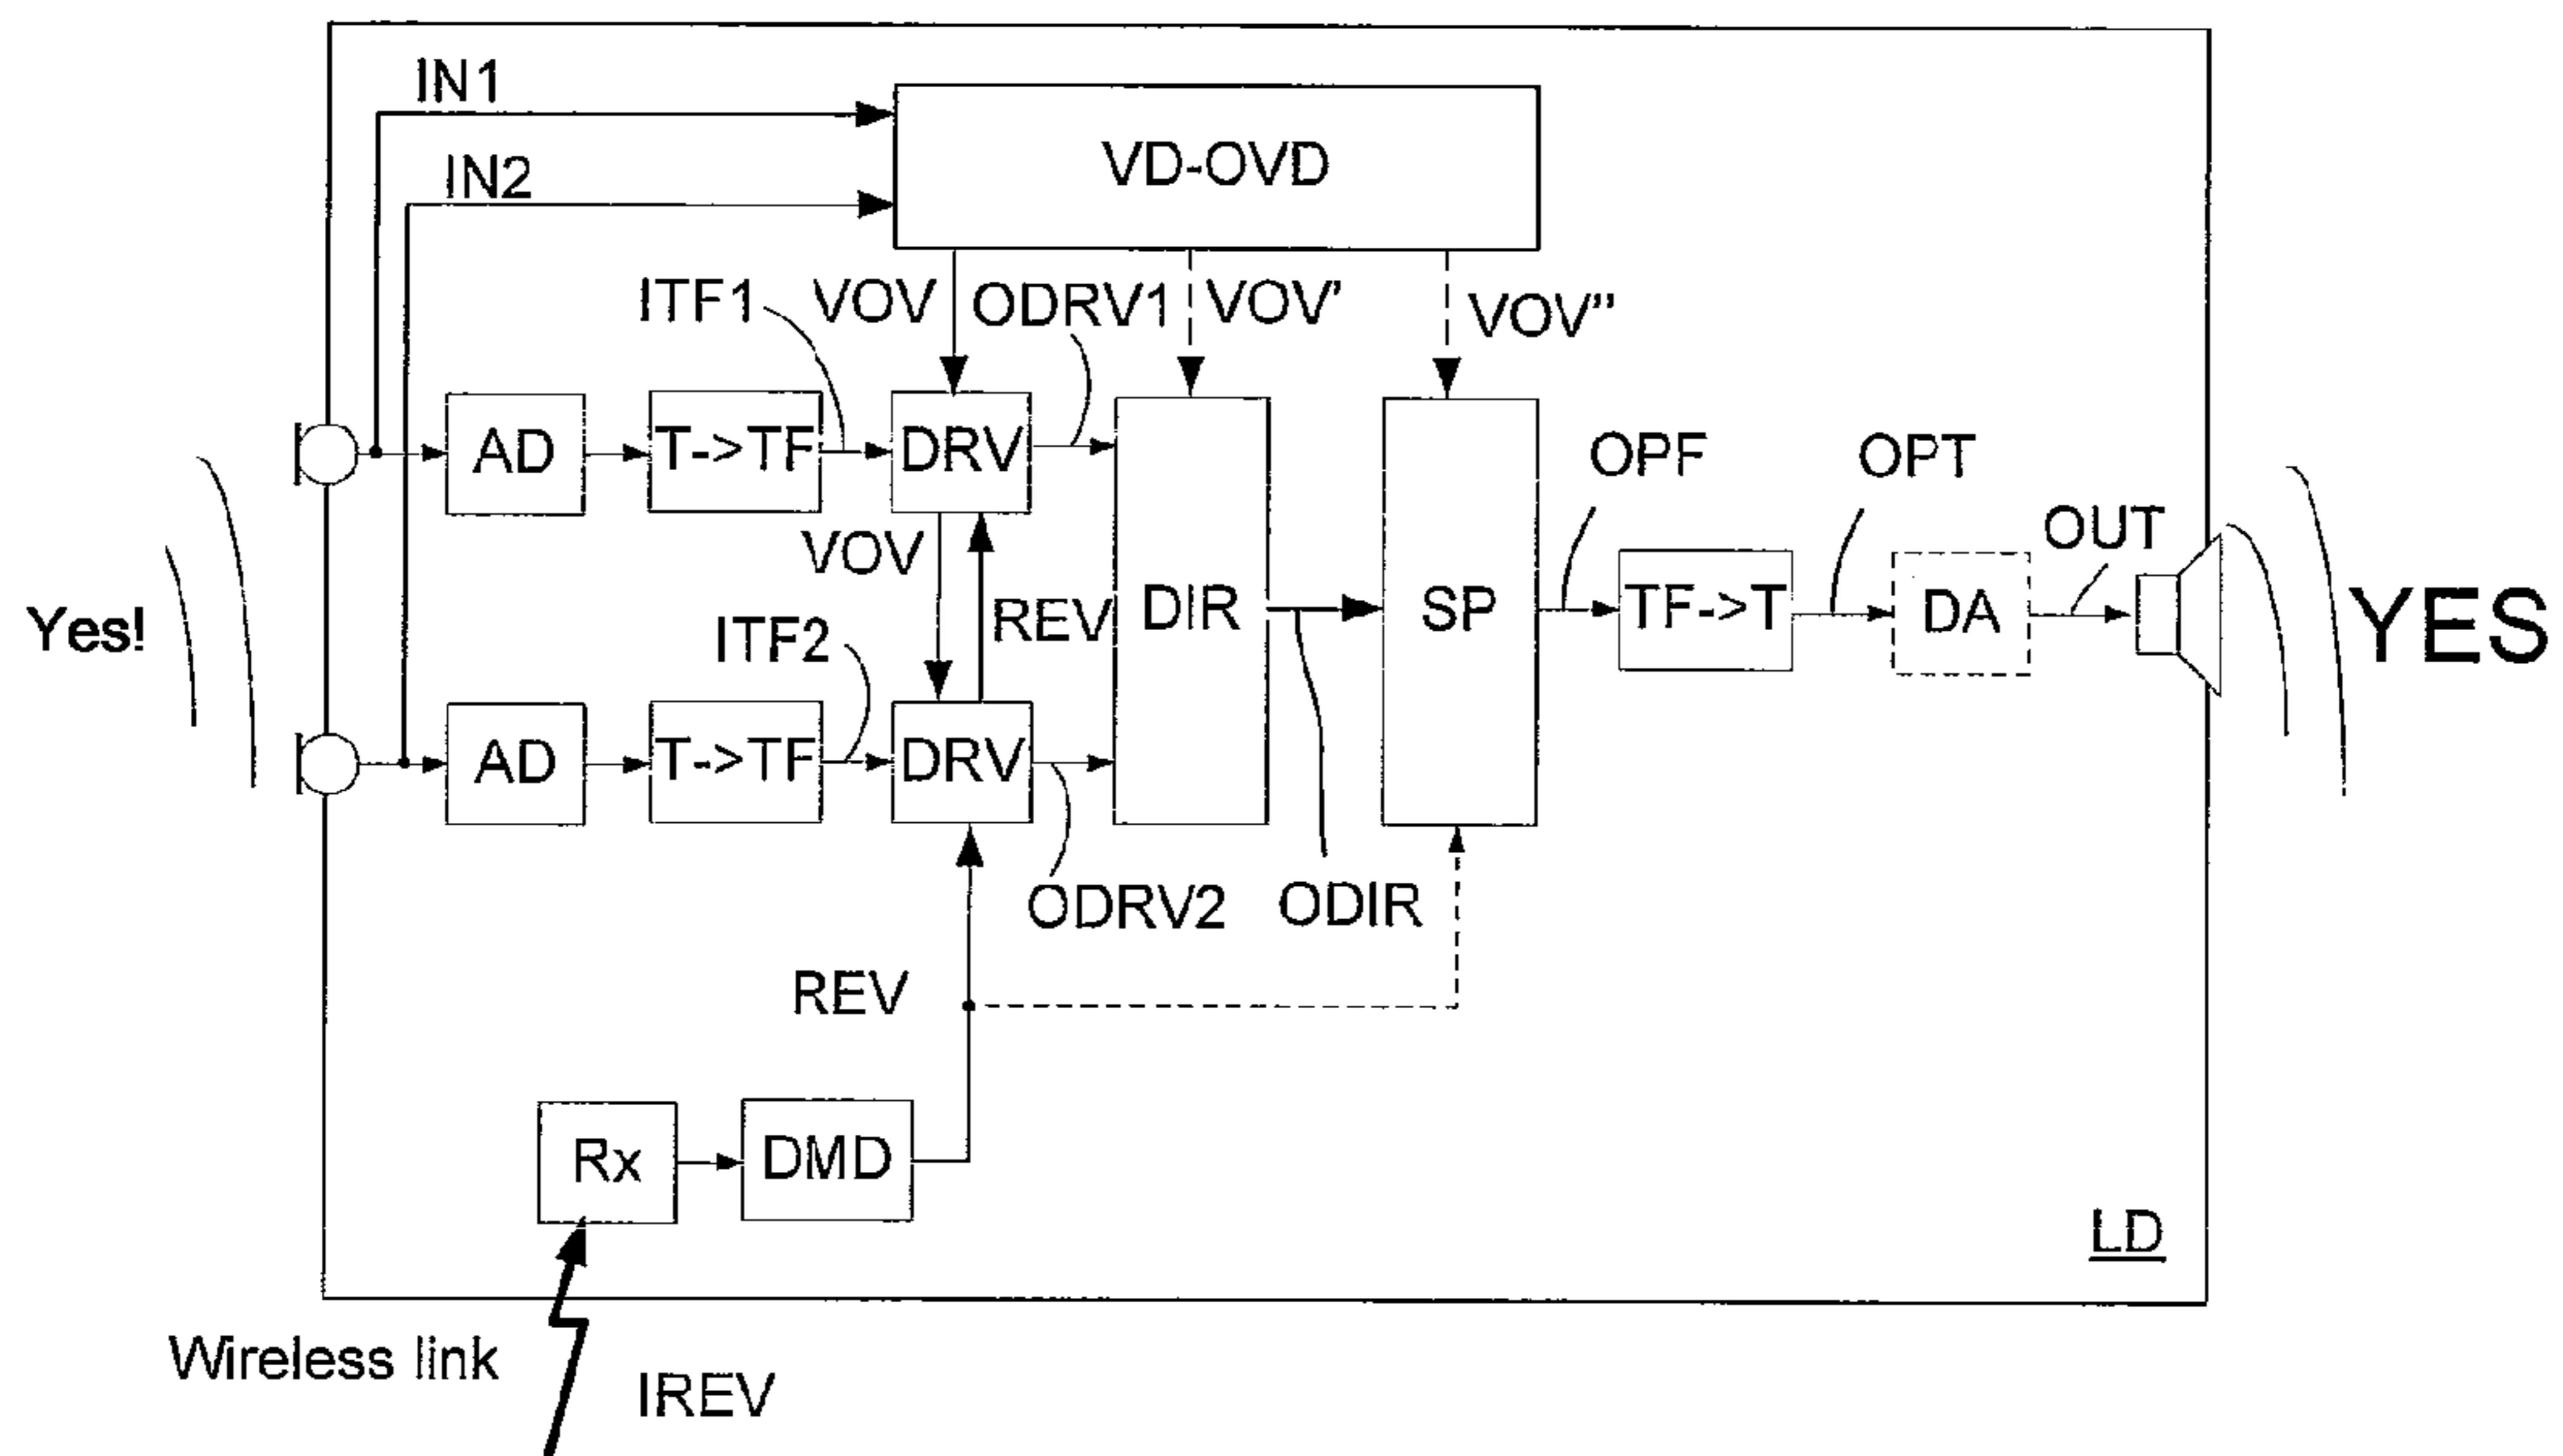 IN1
IN2
VD-OVD
ITF1
VOV
ODRV1
VOV'
VOV"
AD
T->TF
DRV
OPF
OPT
OUT
VOV
REV
Yes!
ITF2
DIR
SP
TF->T
DA
YES
AD
T->TF
DRV
ODRV2
ODIR
REV
Rx
DMD
LD
Wireless link
IREV